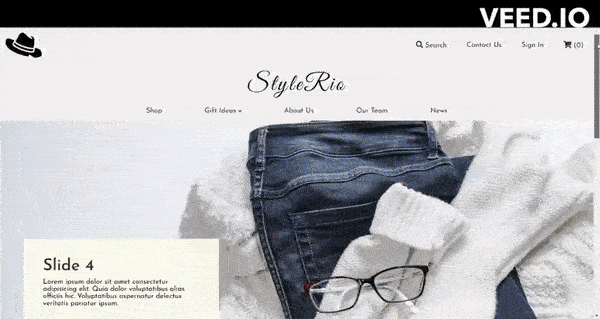 VEED.IO
Search Contact Us Sign In (0)
StyleRio
Shop Gift Ideas About Us Our Team News
Slide 4
Lorem ipsum dolor sit amet consectetur
adipisicing elit. Quia dolor voluptatibus alias
officiis hic. Voluptatibus aspernatur delectus
veritatis pariatur ipsum.